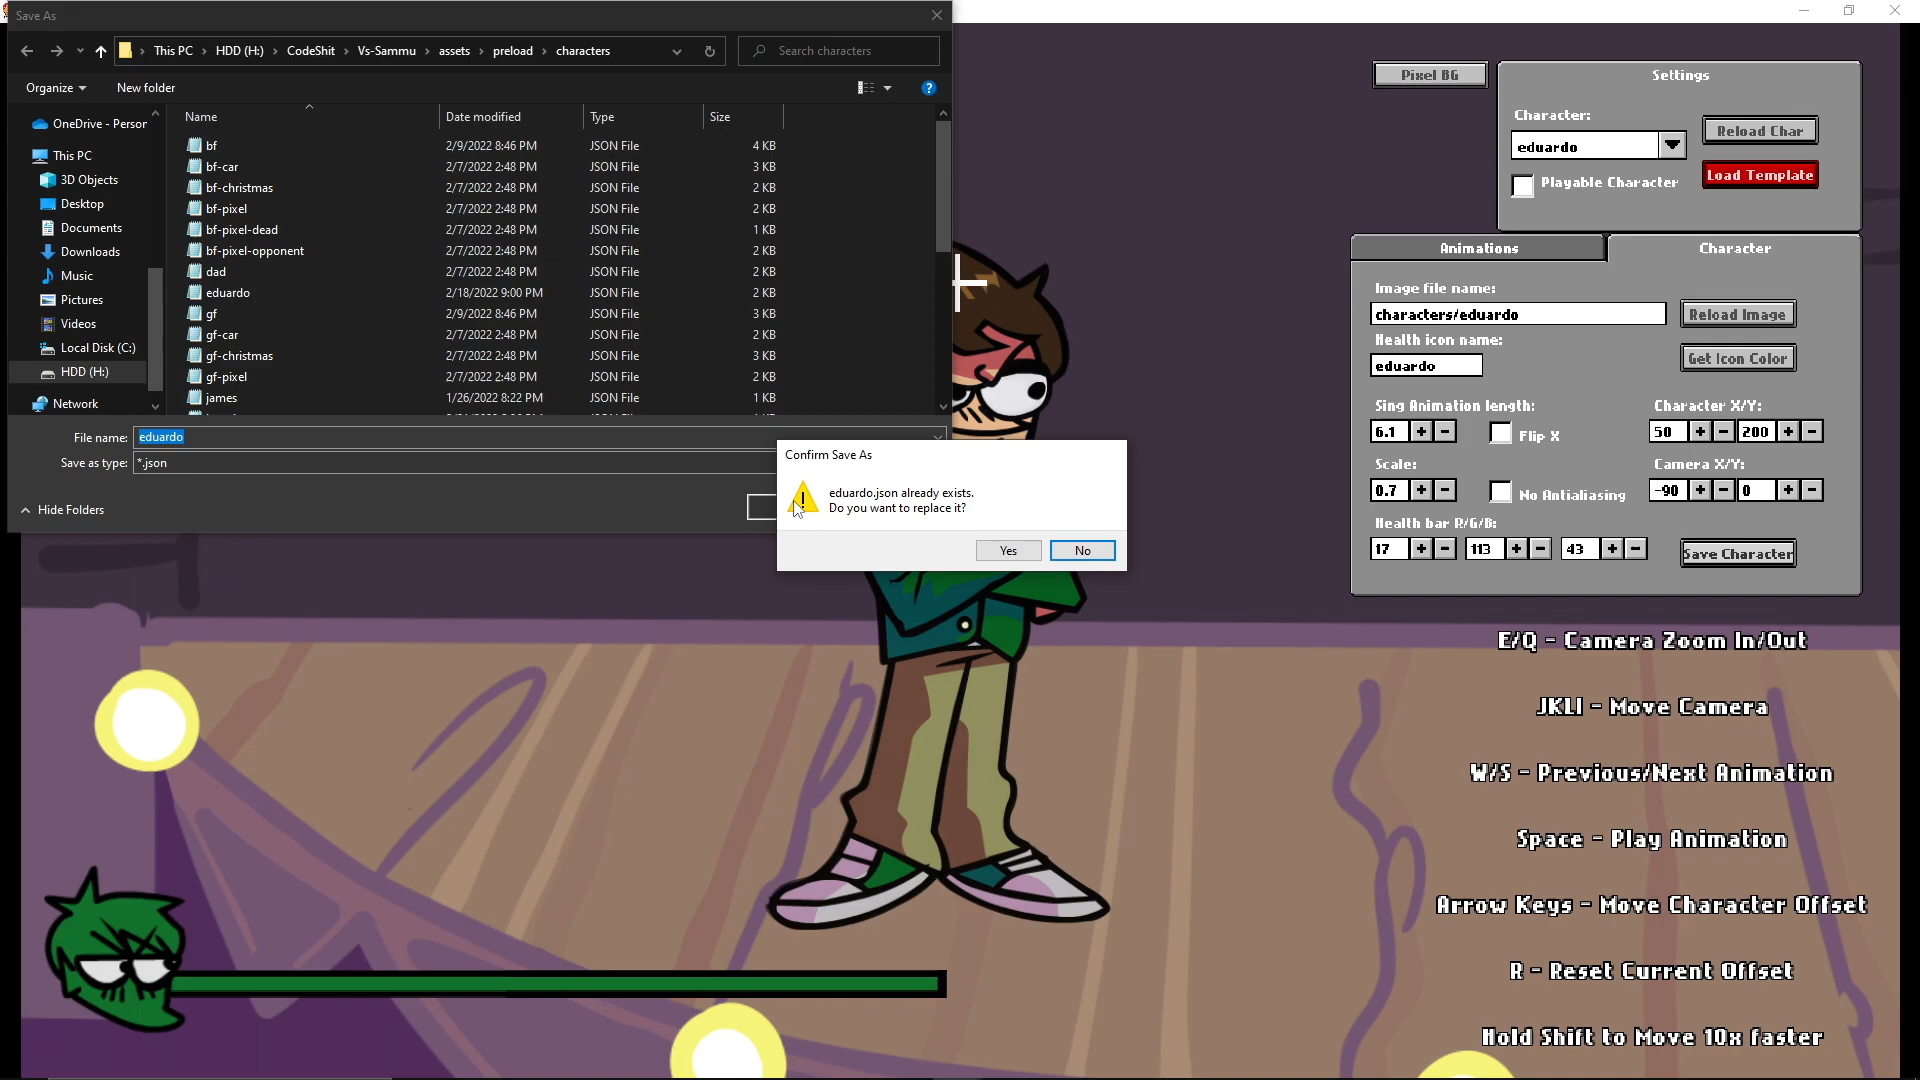 Save As
This PC > HDD (H:) > CodeShit > Vs-Sammu > assets > preload > characters
Search characters
Organize
New folder
OneDrive - Person
This PC
3D Objects
Desktop
Documents
Downloads
Music
Pictures
Videos
Local Disk (C:)
HDD (H:)
Network
Name Date modified Type Size
bf 2/9/2022 8:46 PM JSON File 4 KB
bf-car 2/7/2022 2:48 PM JSON File 3 KB
bf-christmas 2/7/2022 2:48 PM JSON File 2 KB
bf-pixel 2/7/2022 2:48 PM JSON File 2 KB
bf-pixel-dead 2/7/2022 2:48 PM JSON File 1 KB
bf-pixel-opponent 2/7/2022 2:48 PM JSON File 2 KB
dad 2/7/2022 2:48 PM JSON File 2 KB
eduardo 2/18/2022 9:00 PM JSON File 2 KB
gf 2/9/2022 8:46 PM JSON File 3 KB
gf-car 2/7/2022 2:48 PM JSON File 2 KB
gf-christmas 2/7/2022 2:48 PM JSON File 3 KB
gf-pixel 2/7/2022 2:48 PM JSON File 2 KB
james 1/26/2022 8:22 PM JSON File 1 KB
File name: eduardo
Save as type: *.json
Hide Folders
Confirm Save As
eduardo.json already exists.
Do you want to replace it?
Yes
No
Pixel BG
Settings
Character:
eduardo
Reload Char
Playable Character
Load Template
Animations
Character
Image file name:
characters/eduardo
Reload Image
Health icon name:
eduardo
Get Icon Color
Sing Animation length:
Character X/Y:
6.1 + -
Flip X
50 + - 200 + -
Scale:
Camera X/Y:
0.7 + -
No Antialiasing
-90 + - 0 + -
Health bar R/G/B:
17 + - 113 + - 43 + -
Save Character
E/Q - Camera Zoom In/Out
JKLI - Move Camera
W/S - Previous/Next Animation
Space - Play Animation
Arrow Keys - Move Character Offset
R - Reset Current Offset
Hold Shift to Move 10x faster